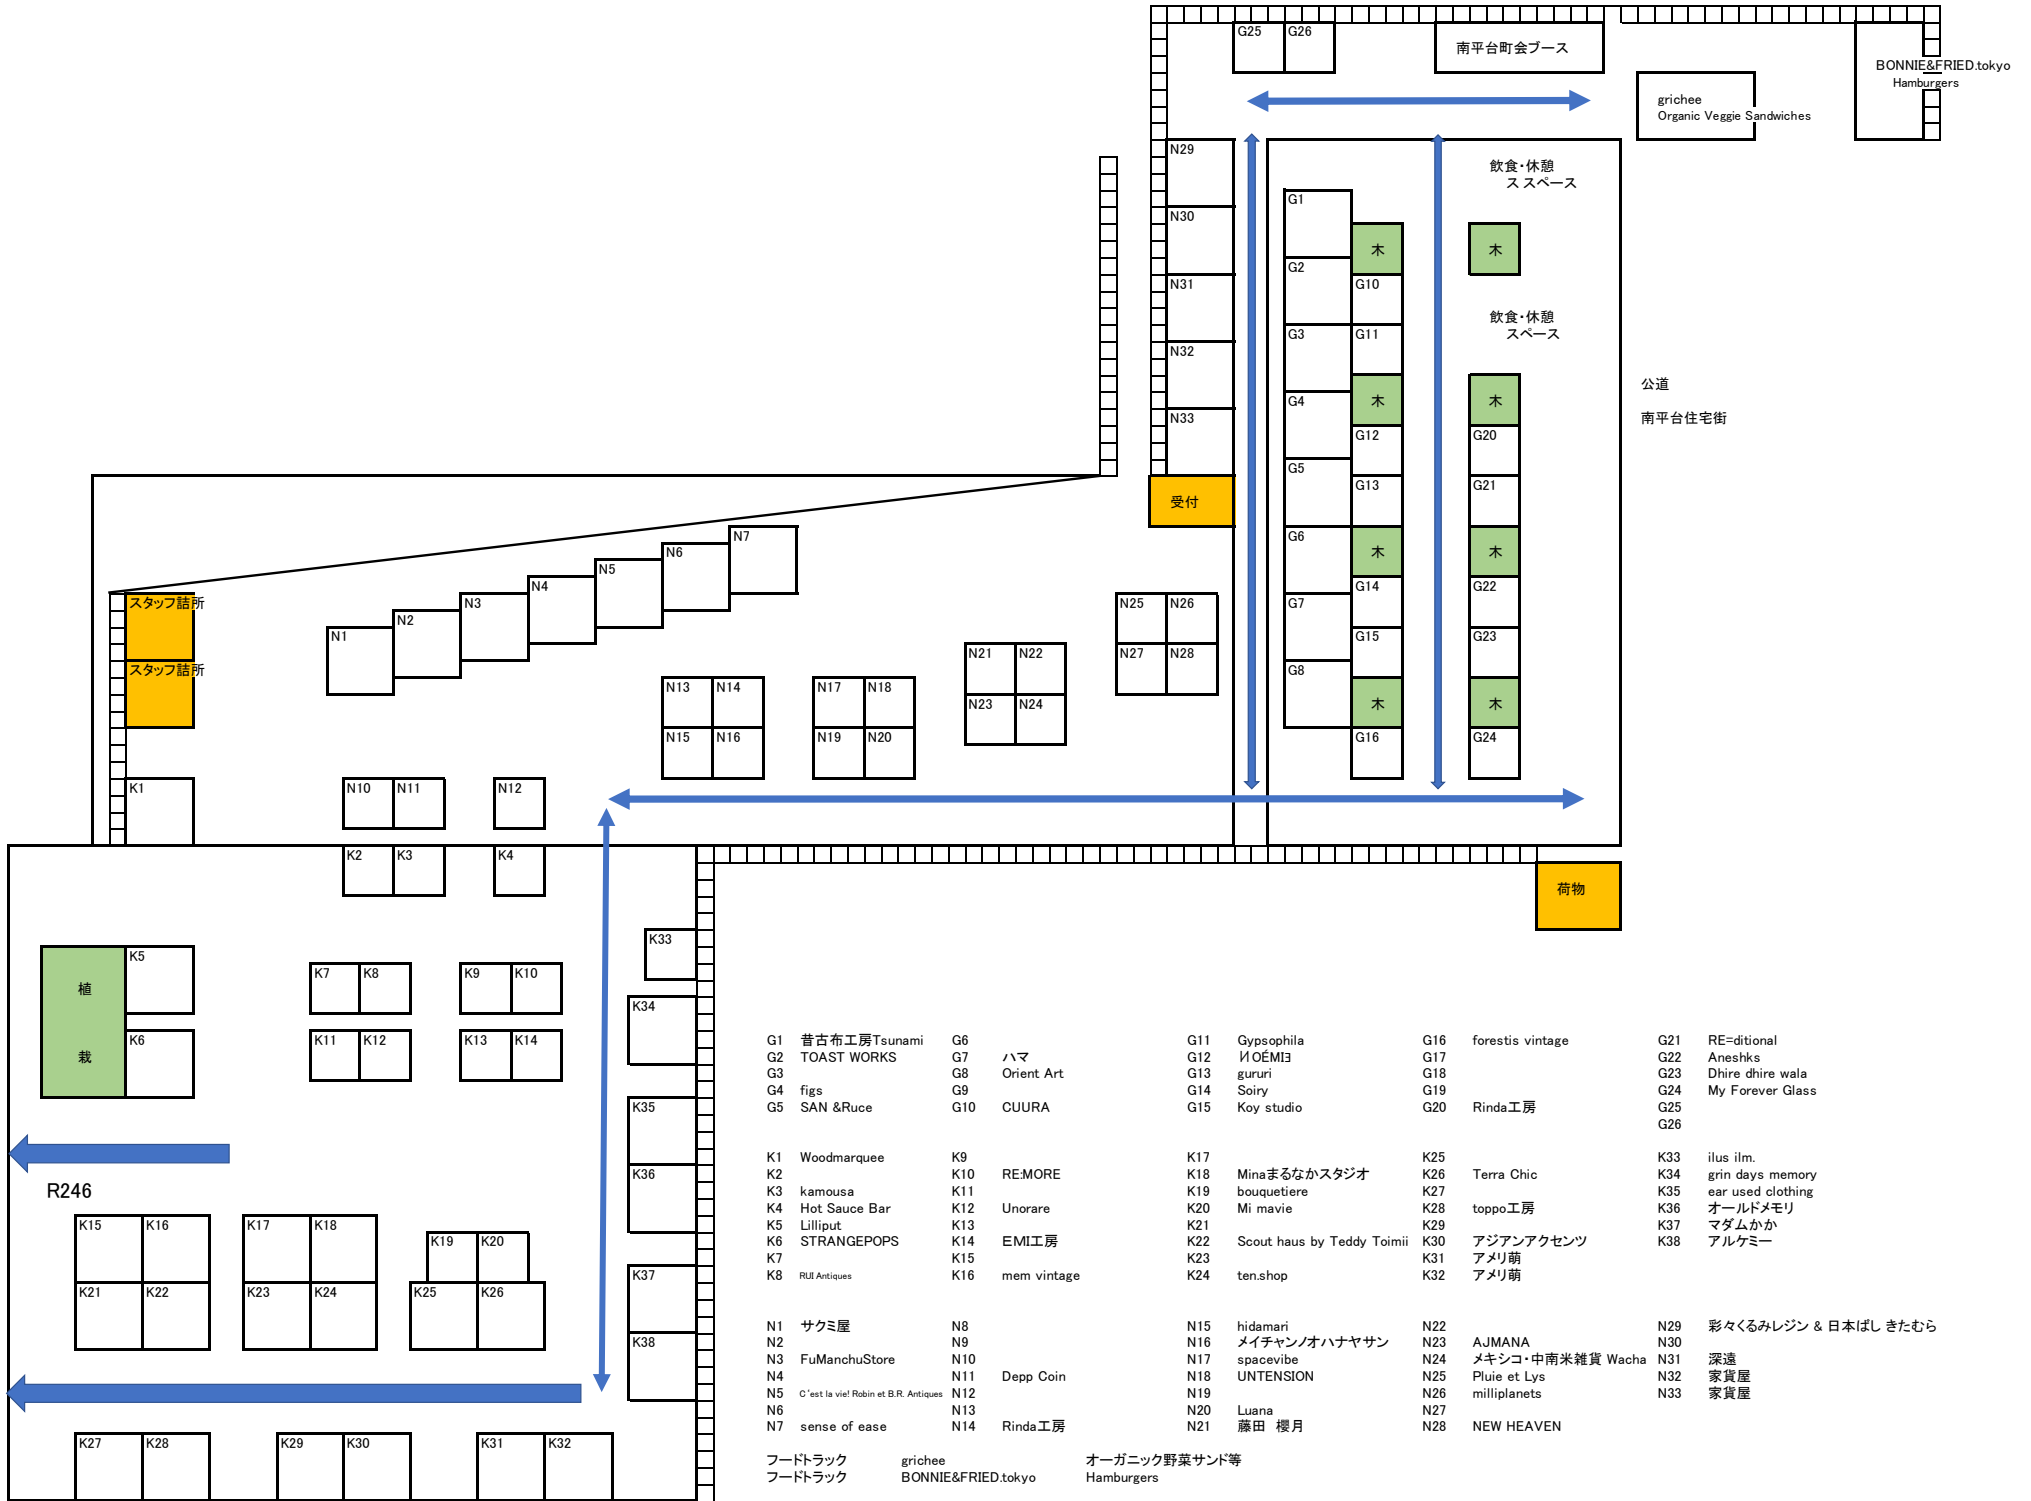 G25 G26
南平台町会ブース
BONNIE&FRIED.tokyo
Hamburgers
grichee
Organic Veggie Sandwiches
N29
N30
N31
N32
N33
受付
G1
G2
G3
G4
G5
G6
G7
G8
木
G10
G11
木
G12
G13
木
G14
G15
木
G16
飲食・休憩
ス スペース
木
飲食・休憩
スペース
木
G20
G21
木
G22
G23
木
G24
公道
南平台住宅街
荷物
スタッフ詰所
スタッフ詰所
N1
N2
N3
N4
N5
N6
N7
N13 N14
N15 N16
N17 N18
N19 N20
N21 N22
N23 N24
N25 N26
N27 N28
K1
N10 N11 N12
K2 K3 K4
植
栽
K5
K6
K7 K8 K9 K10
K11 K12 K13 K14
K33
K34
K35
K36
K37
K38
R246
K15 K16 K17 K18 K19 K20
K21 K22 K23 K24 K25 K26
K27 K28 K29 K30 K31 K32
G1 昔古布工房Tsunami G6 G11 Gypsophila G16 forestis vintage G21 RE=ditional
G2 TOAST WORKS G7 ハマ G12 ИOÉMIƎ G17 G22 Aneshks
G3 G8 Orient Art G13 gururi G18 G23 Dhire dhire wala
G4 figs G9 G14 Soiry G19 G24 My Forever Glass
G5 SAN &Ruce G10 CUURA G15 Koy studio G20 Rinda工房 G25
G26
K1 Woodmarquee K9 K17 K25 K33 ilus ilm.
K2 K10 RE:MORE K18 Minaまるなかスタジオ K26 Terra Chic K34 grin days memory
K3 kamousa K11 K19 bouquetiere K27 K35 ear used clothing
K4 Hot Sauce Bar K12 Unorare K20 Mi mavie K28 toppo工房 K36 オールドメモリ
K5 Lilliput K13 K21 K29 K37 マダムかか
K6 STRANGEPOPS K14 EMI工房 K22 Scout haus by Teddy Toimii K30 アジアンアクセンツ K38 アルケミー
K7 K15 K23 K31 アメリ萌
K8 RUI Antiques K16 mem vintage K24 ten.shop K32 アメリ萌
N1 サクミ屋 N8 N15 hidamari N22 N29 彩々くるみレジン & 日本ばし きたむら
N2 N9 N16 メイチャンノオハナヤサン N23 AJMANA N30
N3 FuManchuStore N10 N17 spacevibe N24 メキシコ・中南米雑貨 Wacha N31 深遠
N4 N11 Depp Coin N18 UNTENSION N25 Pluie et Lys N32 家貨屋
N5 C'est la vie! Robin et B.R. Antiques N12 N19 N26 milliplanets N33 家貨屋
N6 N13 N20 Luana N27
N7 sense of ease N14 Rinda工房 N21 藤田 櫻月 N28 NEW HEAVEN
フードトラック grichee オーガニック野菜サンド等
フードトラック BONNIE&FRIED.tokyo Hamburgers